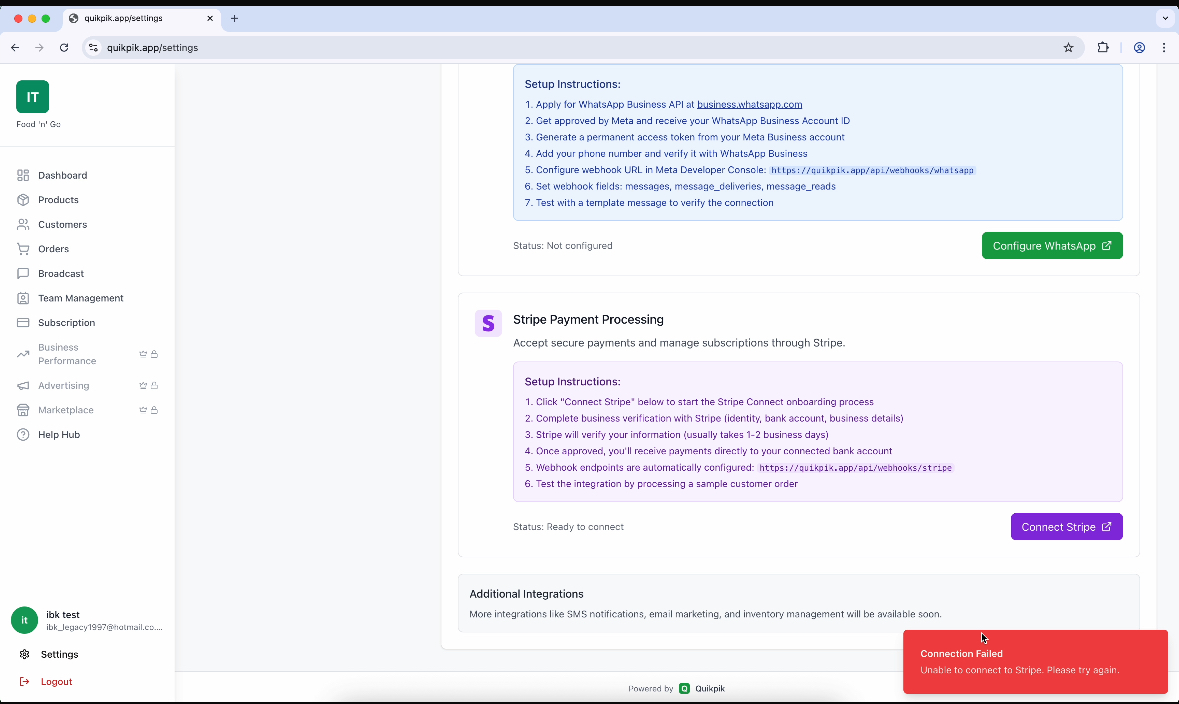 quikpik.app/settings
quikpik.app/settings
IT
Food 'n' Go
Dashboard
Products
Customers
Orders
Broadcast
Team Management
Subscription
Business
Performance
Advertising
Marketplace
Help Hub
it
ibk test
ibk_legacy1997@hotmail.co....
Settings
Logout
Setup Instructions:
1. Apply for WhatsApp Business API at business.whatsapp.com
2. Get approved by Meta and receive your WhatsApp Business Account ID
3. Generate a permanent access token from your Meta Business account
4. Add your phone number and verify it with WhatsApp Business
5. Configure webhook URL in Meta Developer Console: https://quikpik.app/api/webhooks/whatsapp
6. Set webhook fields: messages, message_deliveries, message_reads
7. Test with a template message to verify the connection
Status: Not configured
Configure WhatsApp
S
Stripe Payment Processing
Accept secure payments and manage subscriptions through Stripe.
Setup Instructions:
1. Click "Connect Stripe" below to start the Stripe Connect onboarding process
2. Complete business verification with Stripe (identity, bank account, business details)
3. Stripe will verify your information (usually takes 1-2 business days)
4. Once approved, you'll receive payments directly to your connected bank account
5. Webhook endpoints are automatically configured: https://quikpik.app/api/webhooks/stripe
6. Test the integration by processing a sample customer order
Status: Ready to connect
Connect Stripe
Additional Integrations
More integrations like SMS notifications, email marketing, and inventory management will be available soon.
Connection Failed
Unable to connect to Stripe. Please try again.
Powered by Q Quikpik